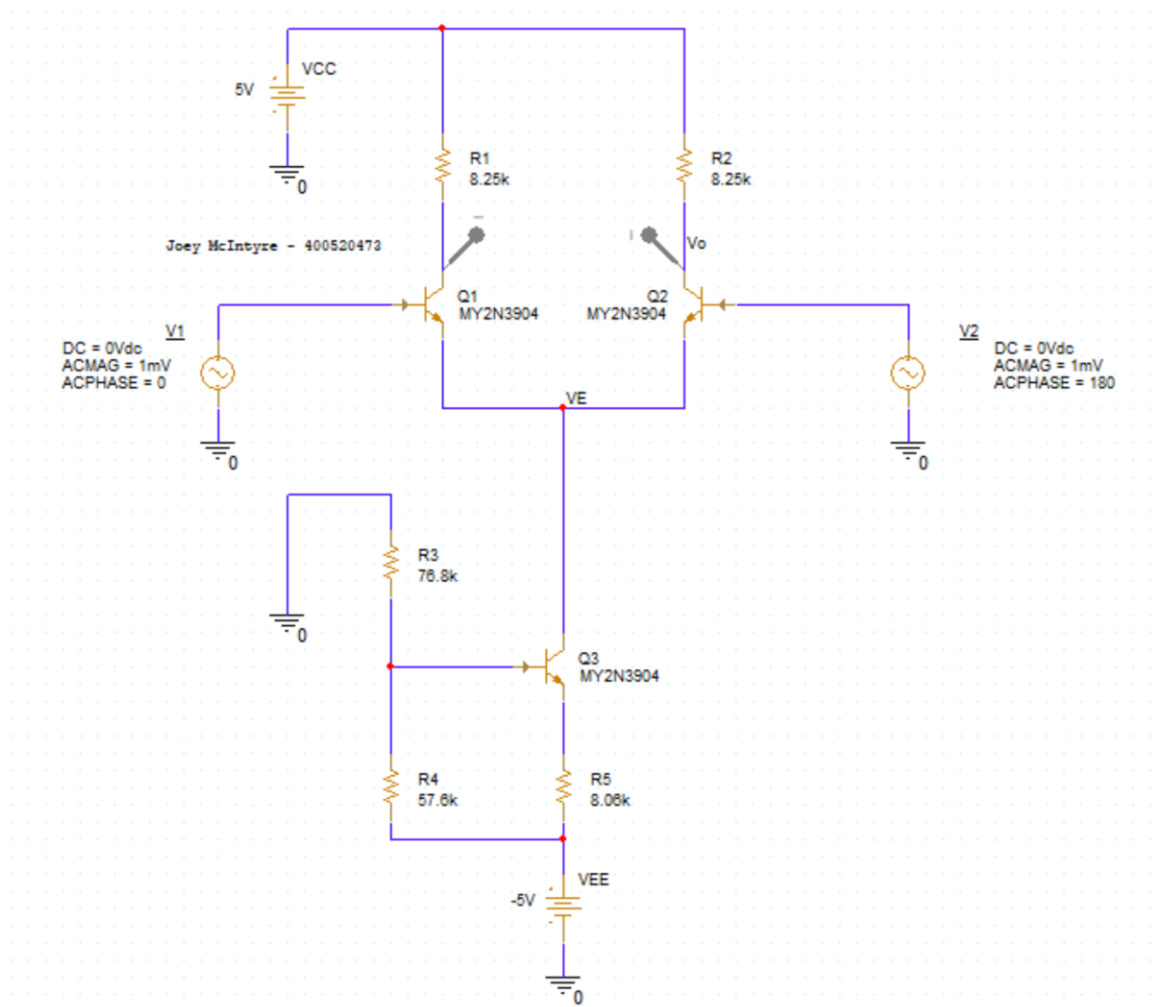 VCC
5V
0
R1
8.25k
R2
8.25k
Joey McIntyre - 400520473
Vo
Q1
MY2N3904
Q2
MY2N3904
V1
DC = 0Vdc
ACMAG = 1mV
ACPHASE = 0
0
V2
DC = 0Vdc
ACMAG = 1mV
ACPHASE = 180
0
VE
R3
76.8k
0
Q3
MY2N3904
R4
57.6k
R5
8.06k
VEE
-5V
0